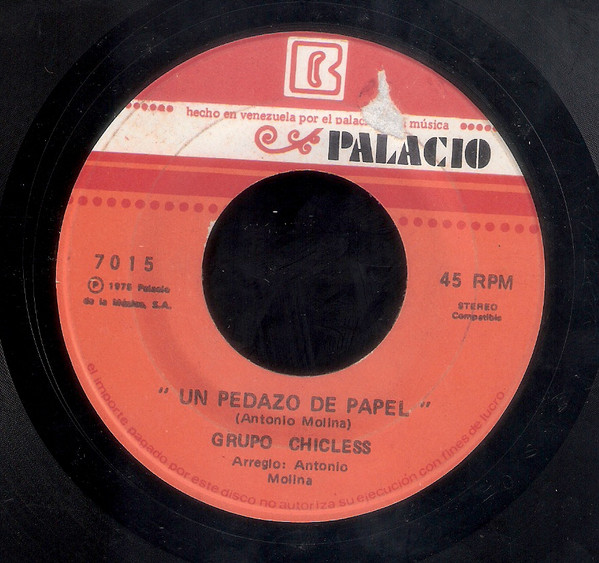 hecho en venezuela por el palac música
PALACIO
7015
℗ 1978 Palacio
de la Música, S.A.
45 RPM
STEREO
Compatible
" UN PEDAZO DE PAPEL "
(Antonio Molina)
GRUPO CHICLESS
Arreglo: Antonio
Molina
el importe pagado por este disco no autoriza su ejecución con fines de lucro